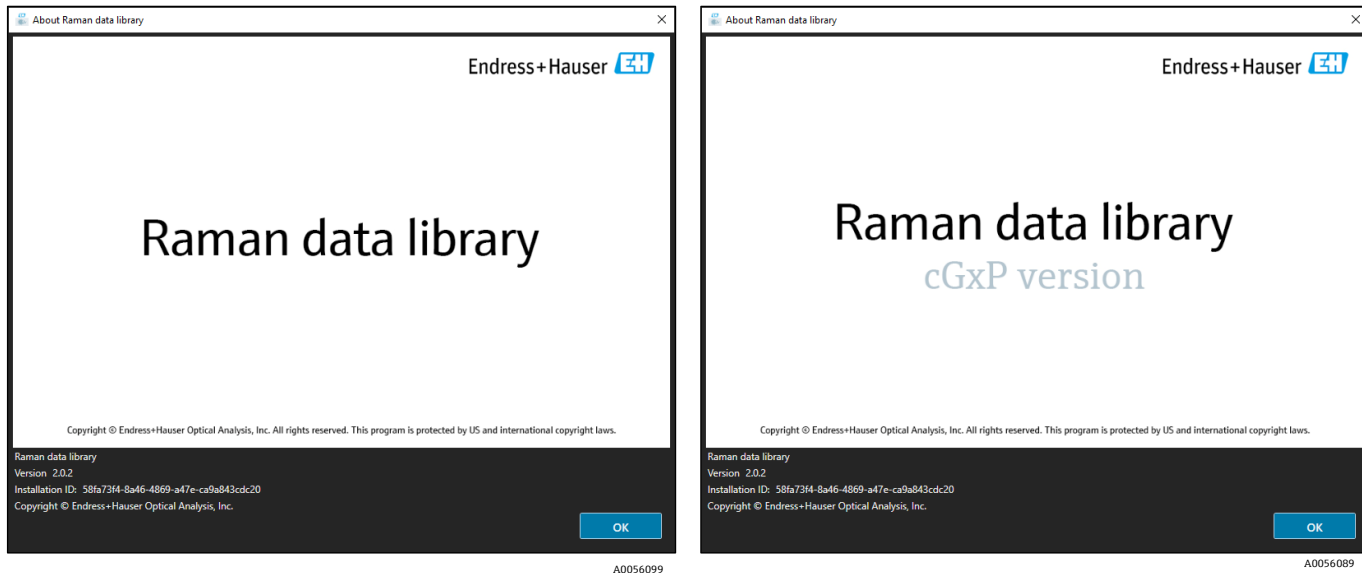 About Raman data library
Endress+Hauser EH
Raman data library
Copyright © Endress+Hauser Optical Analysis, Inc. All rights reserved. This program is protected by US and international copyright laws.
Raman data library
Version 2.0.2
Installation ID: 58fa73f4-8a46-4869-a47e-ca9a843cdc20
Copyright © Endress+Hauser Optical Analysis, Inc.
OK
A0056099
About Raman data library
Endress+Hauser EH
Raman data library
cGxP version
Copyright © Endress+Hauser Optical Analysis, Inc. All rights reserved. This program is protected by US and international copyright laws.
Raman data library
Version 2.0.2
Installation ID: 58fa73f4-8a46-4869-a47e-ca9a843cdc20
Copyright © Endress+Hauser Optical Analysis, Inc.
OK
A0056089